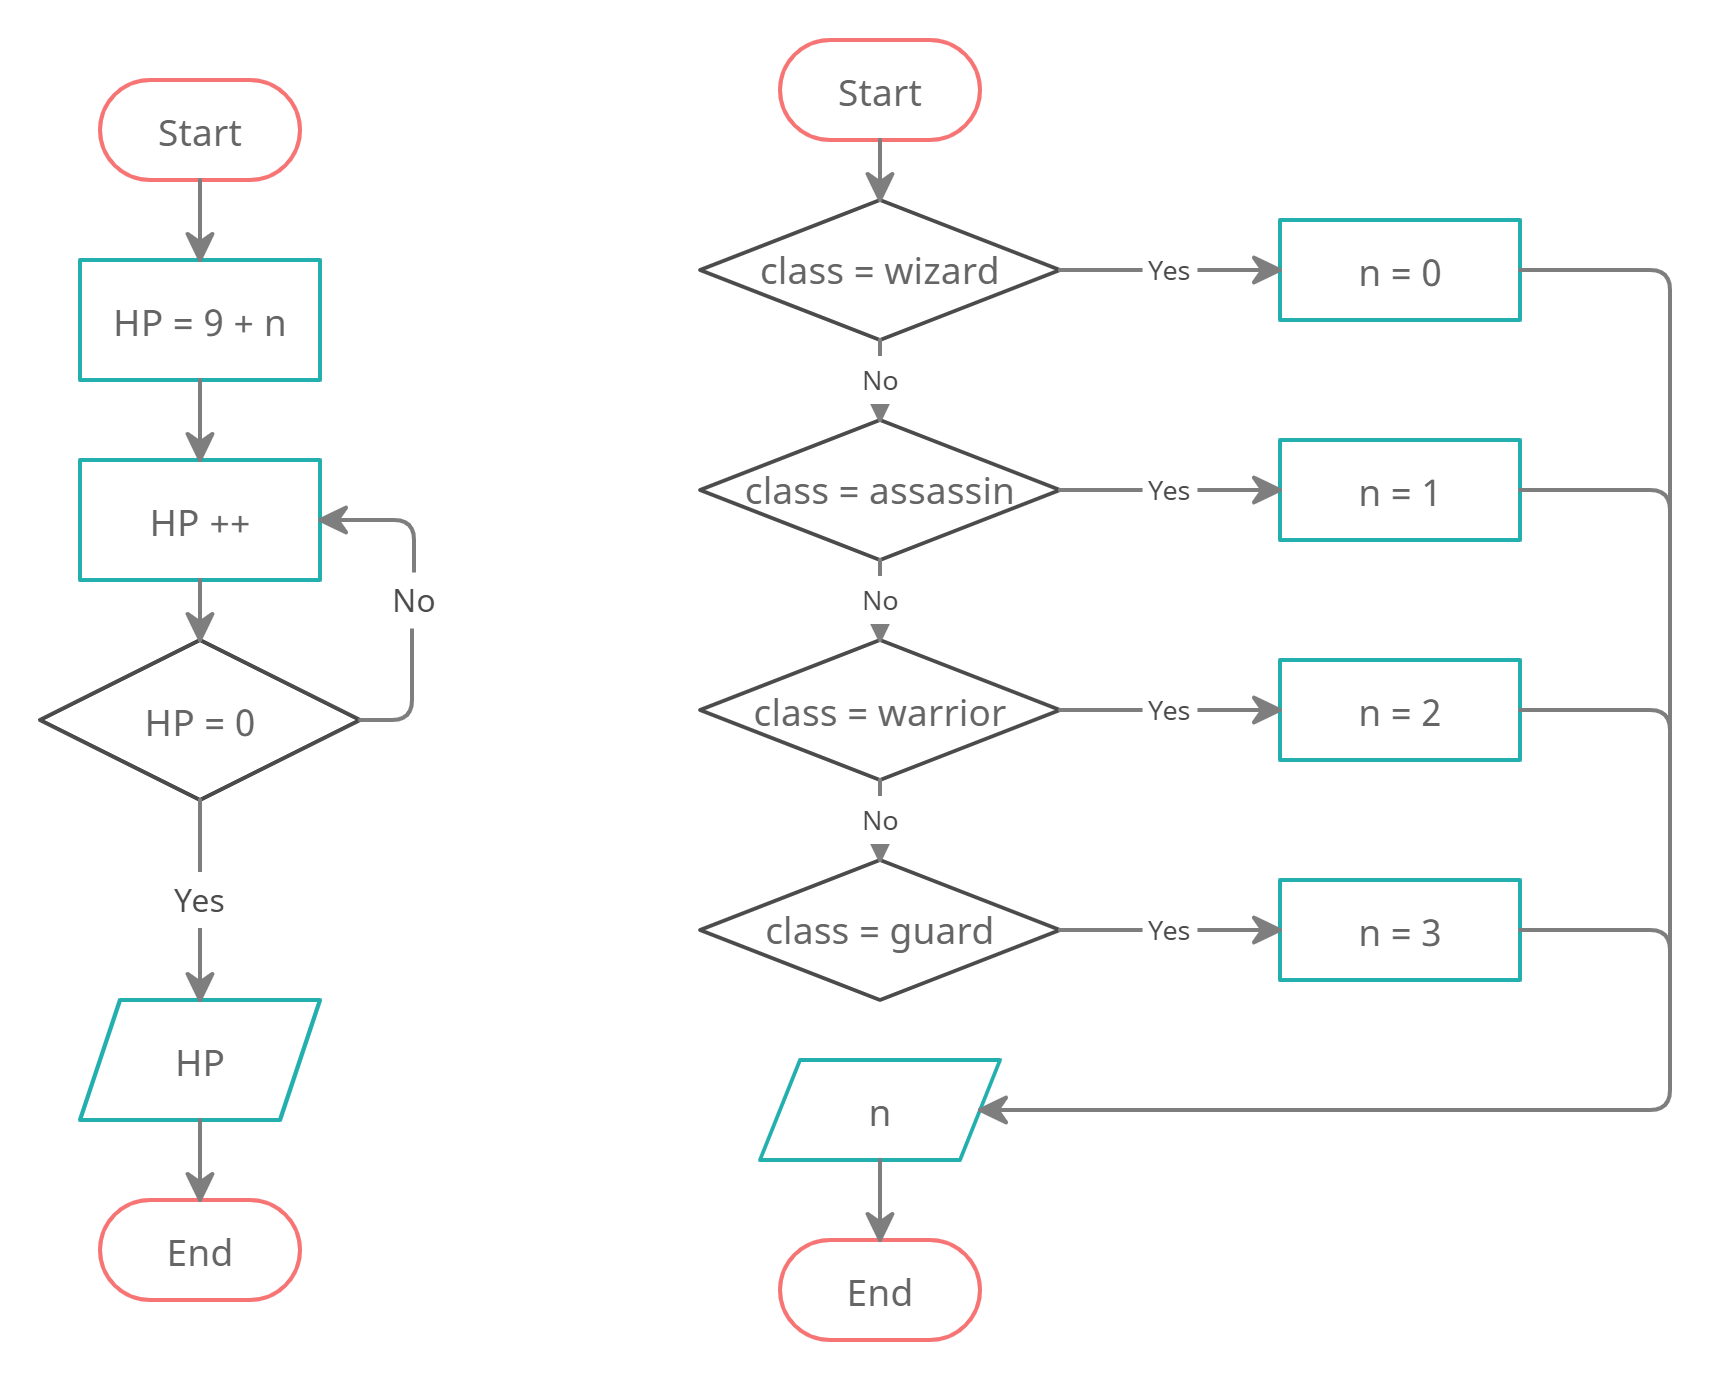 Start
HP = 9 + n
HP ++
No
HP = 0
Yes
HP
End
Start
class = wizard
Yes
n = 0
No
class = assassin
Yes
n = 1
No
class = warrior
Yes
n = 2
No
class = guard
Yes
n = 3
n
End